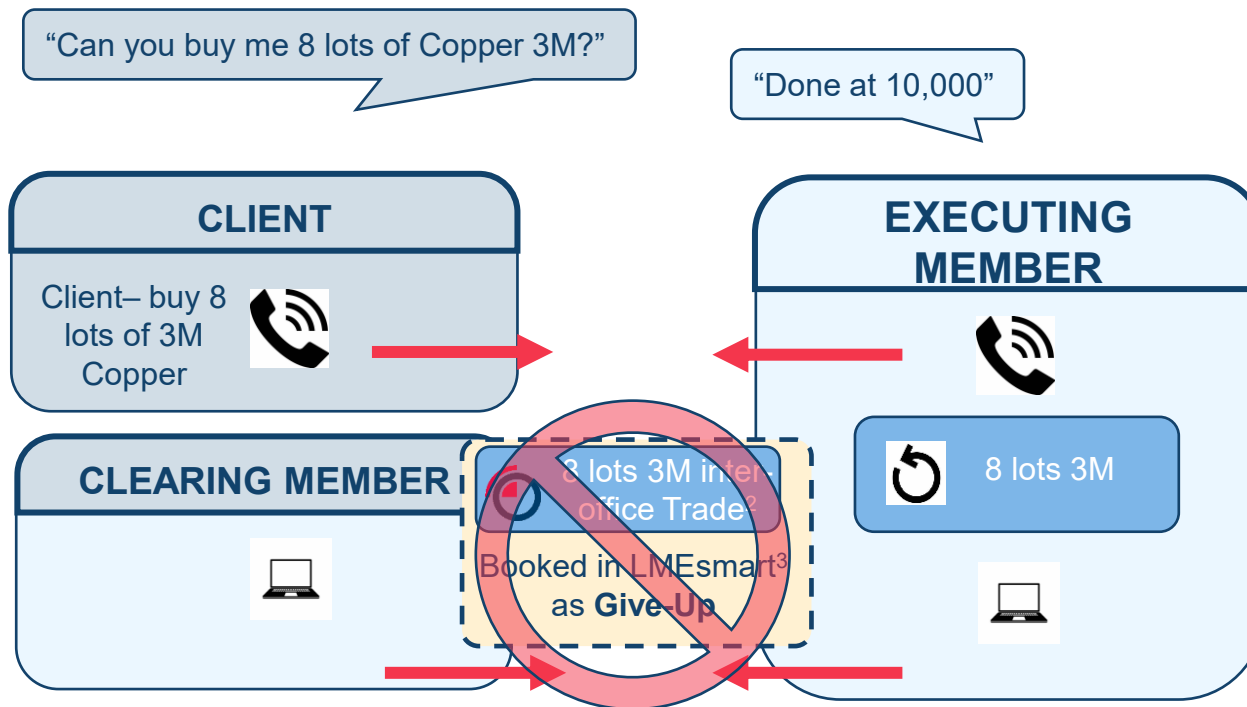 “Can you buy me 8 lots of Copper 3M?”
“Done at 10,000”
CLIENT
Client– buy 8
lots of 3M
Copper
EXECUTING
MEMBER
8 lots 3M
CLEARING MEMBER
8 lots 3M inter-
office Trade²
Booked in LMEsmart³
as Give-Up